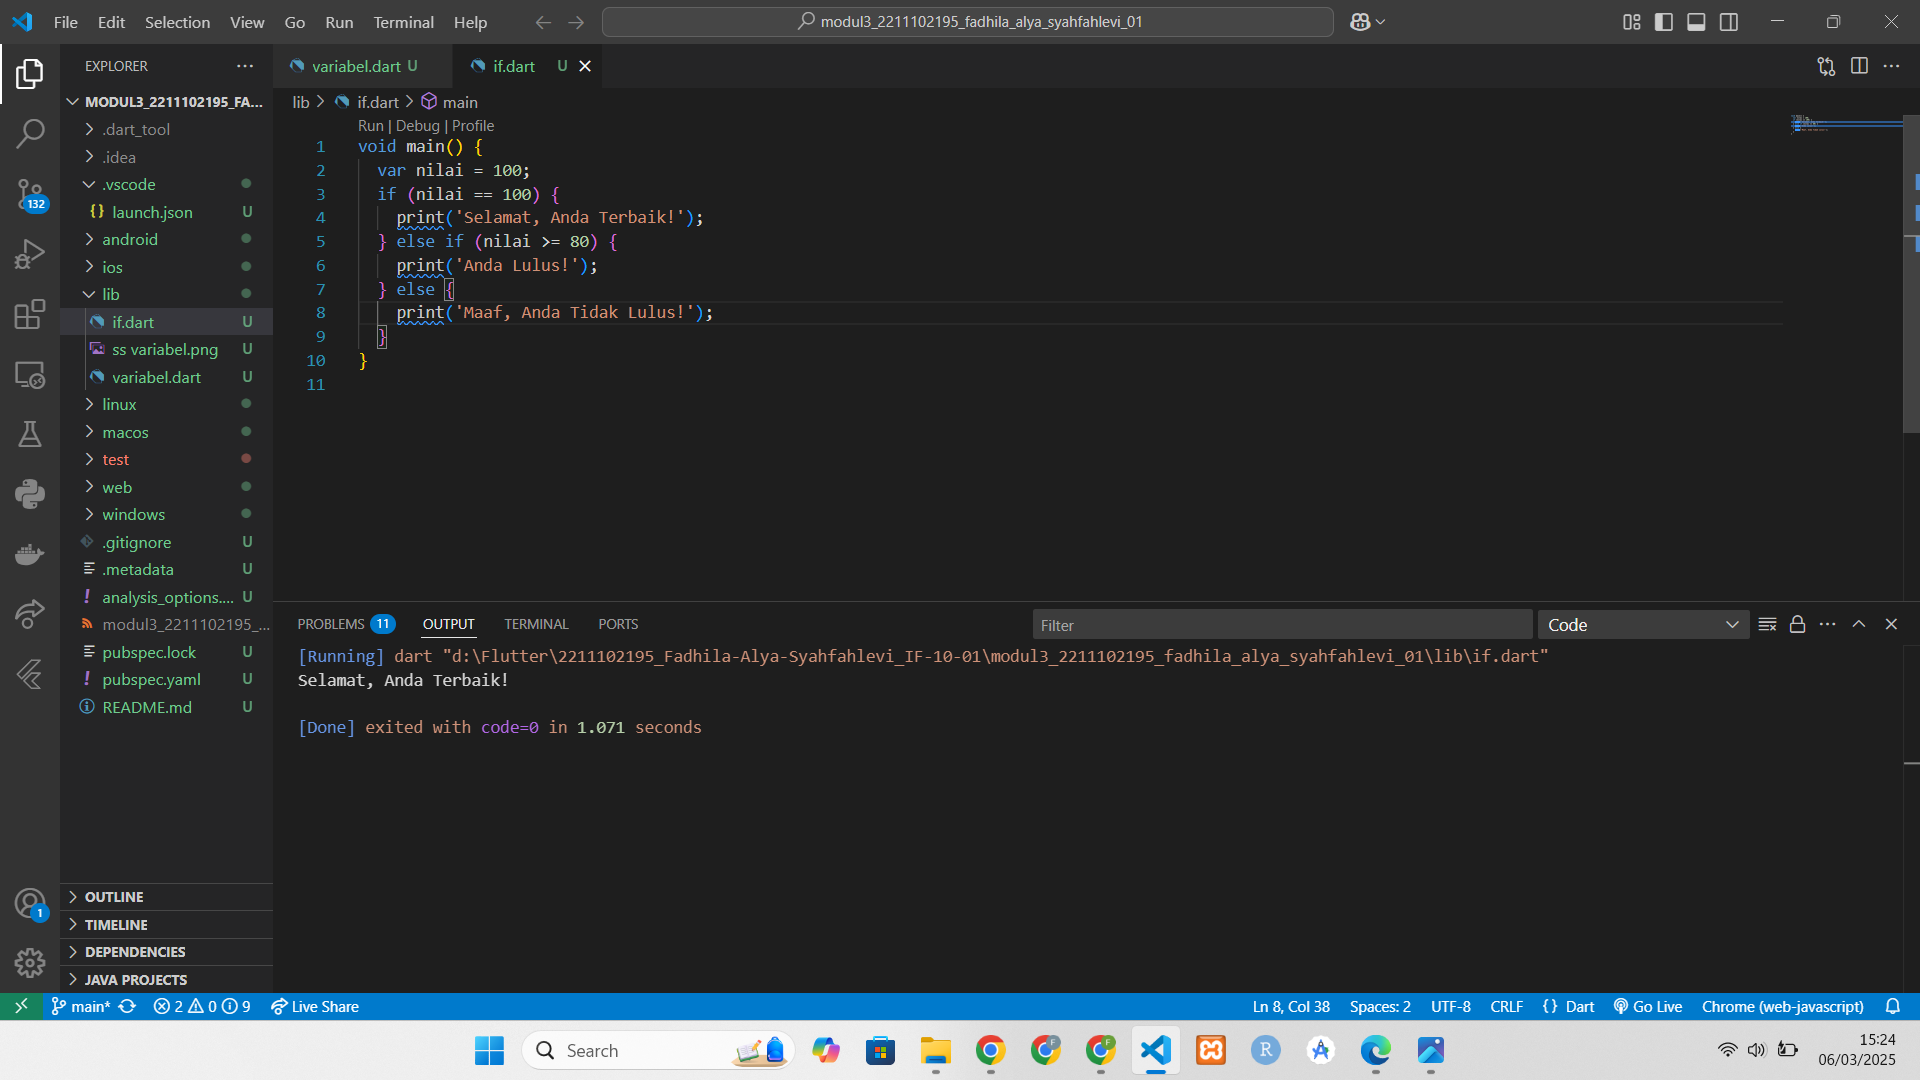 File Edit Selection View Go Run Terminal Help
modul3_2211102195_fadhila_alya_syahfahlevi_01
EXPLORER
MODUL3_2211102195_FA...
.dart_tool
.idea
.vscode
launch.json U
android
ios
lib
if.dart U
ss variabel.png U
variabel.dart U
linux
macos
test
web
windows
.gitignore U
.metadata U
analysis_options.... U
modul3_2211102195_...
pubspec.lock U
pubspec.yaml U
README.md U
OUTLINE
TIMELINE
DEPENDENCIES
JAVA PROJECTS
132
1
variabel.dart U if.dart U
lib > if.dart > main
Run | Debug | Profile
1 void main() {
2 var nilai = 100;
3 if (nilai == 100) {
4 print('Selamat, Anda Terbaik!');
5 } else if (nilai >= 80) {
6 print('Anda Lulus!');
7 } else {
8 print('Maaf, Anda Tidak Lulus!');
9 }
10 }
11
PROBLEMS 11 OUTPUT TERMINAL PORTS Filter Code
[Running] dart "d:\Flutter\2211102195_Fadhila-Alya-Syahfahlevi_IF-10-01\modul3_2211102195_fadhila_alya_syahfahlevi_01\lib\if.dart"
Selamat, Anda Terbaik!
[Done] exited with code=0 in 1.071 seconds
main* 2 0 9 Live Share Ln 8, Col 38 Spaces: 2 UTF-8 CRLF {} Dart Go Live Chrome (web-javascript)
Search
F
F
R
15:24
06/03/2025